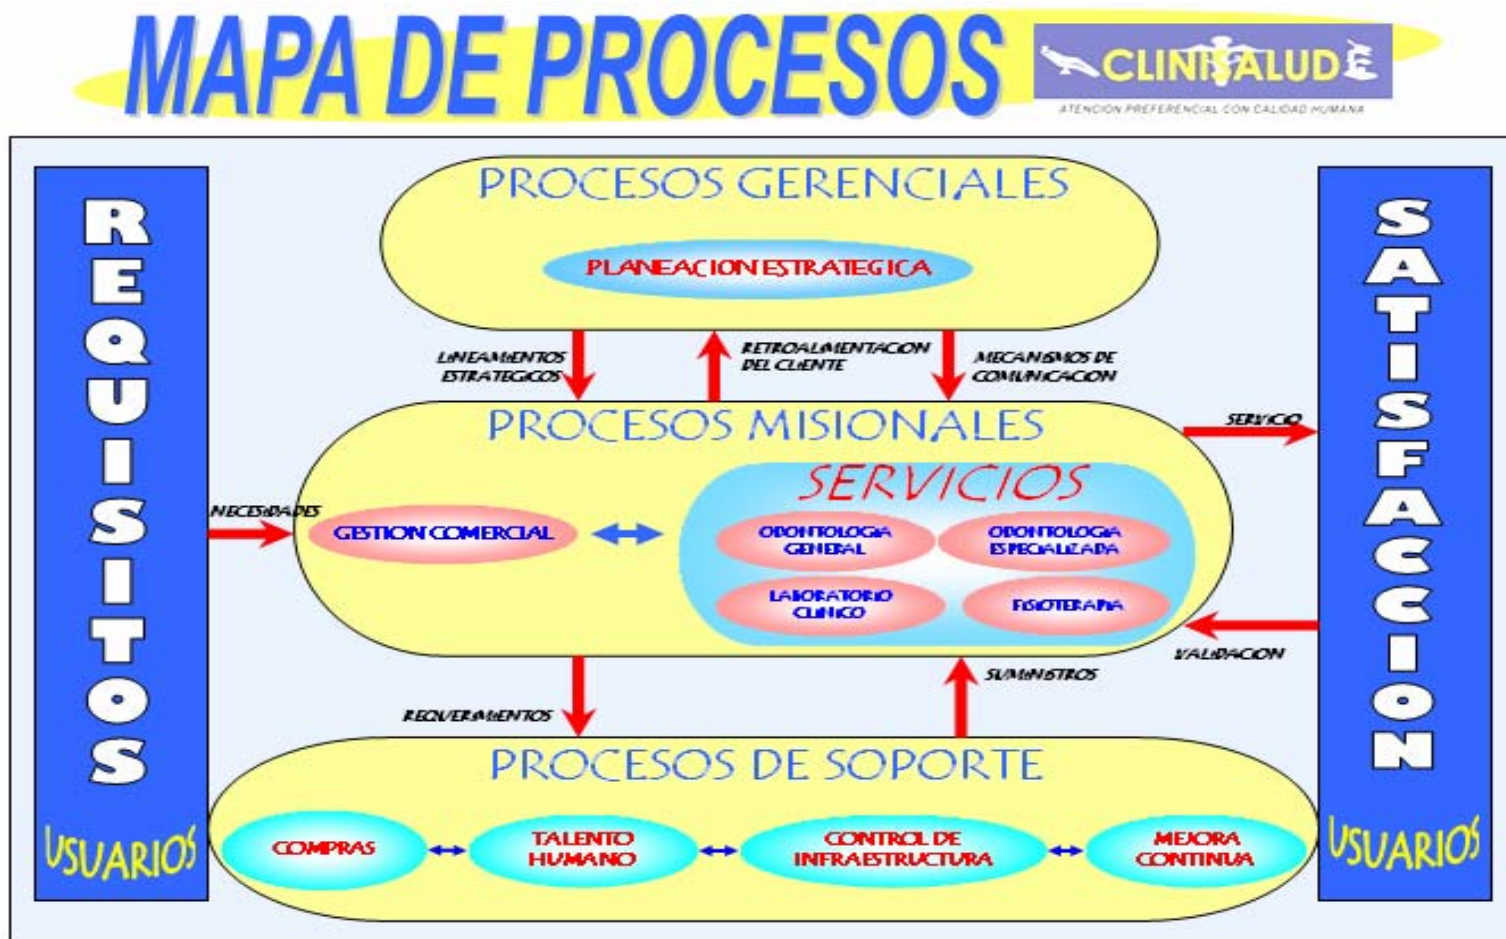 MAPA DE PROCESOS
CLINISALUD
ATENCION PREFERENCIAL CON CALIDAD HUMANA
REQUISITOS
USUARIOS
PROCESOS GERENCIALES
PLANEACION ESTRATEGICA
LINEAMIENTOS
ESTRATEGICOS
RETROALIMENTACION
DEL CLIENTE
MECANISMOS DE
COMUNICACION
PROCESOS MISIONALES
NECESIDADES
GESTION COMERCIAL
SERVICIOS
ODONTOLOGIA
GENERAL
ODONTOLOGIA
ESPECIALIZADA
LABORATORIO
CLINICO
FISIOTERAPIA
SERVICIO
VALIDACION
REQUERIMIENTOS
SUMINISTROS
PROCESOS DE SOPORTE
COMPRAS
TALENTO
HUMANO
CONTROL DE
INFRAESTRUCTURA
MEJORA
CONTINUA
SATISFACCION
USUARIOS